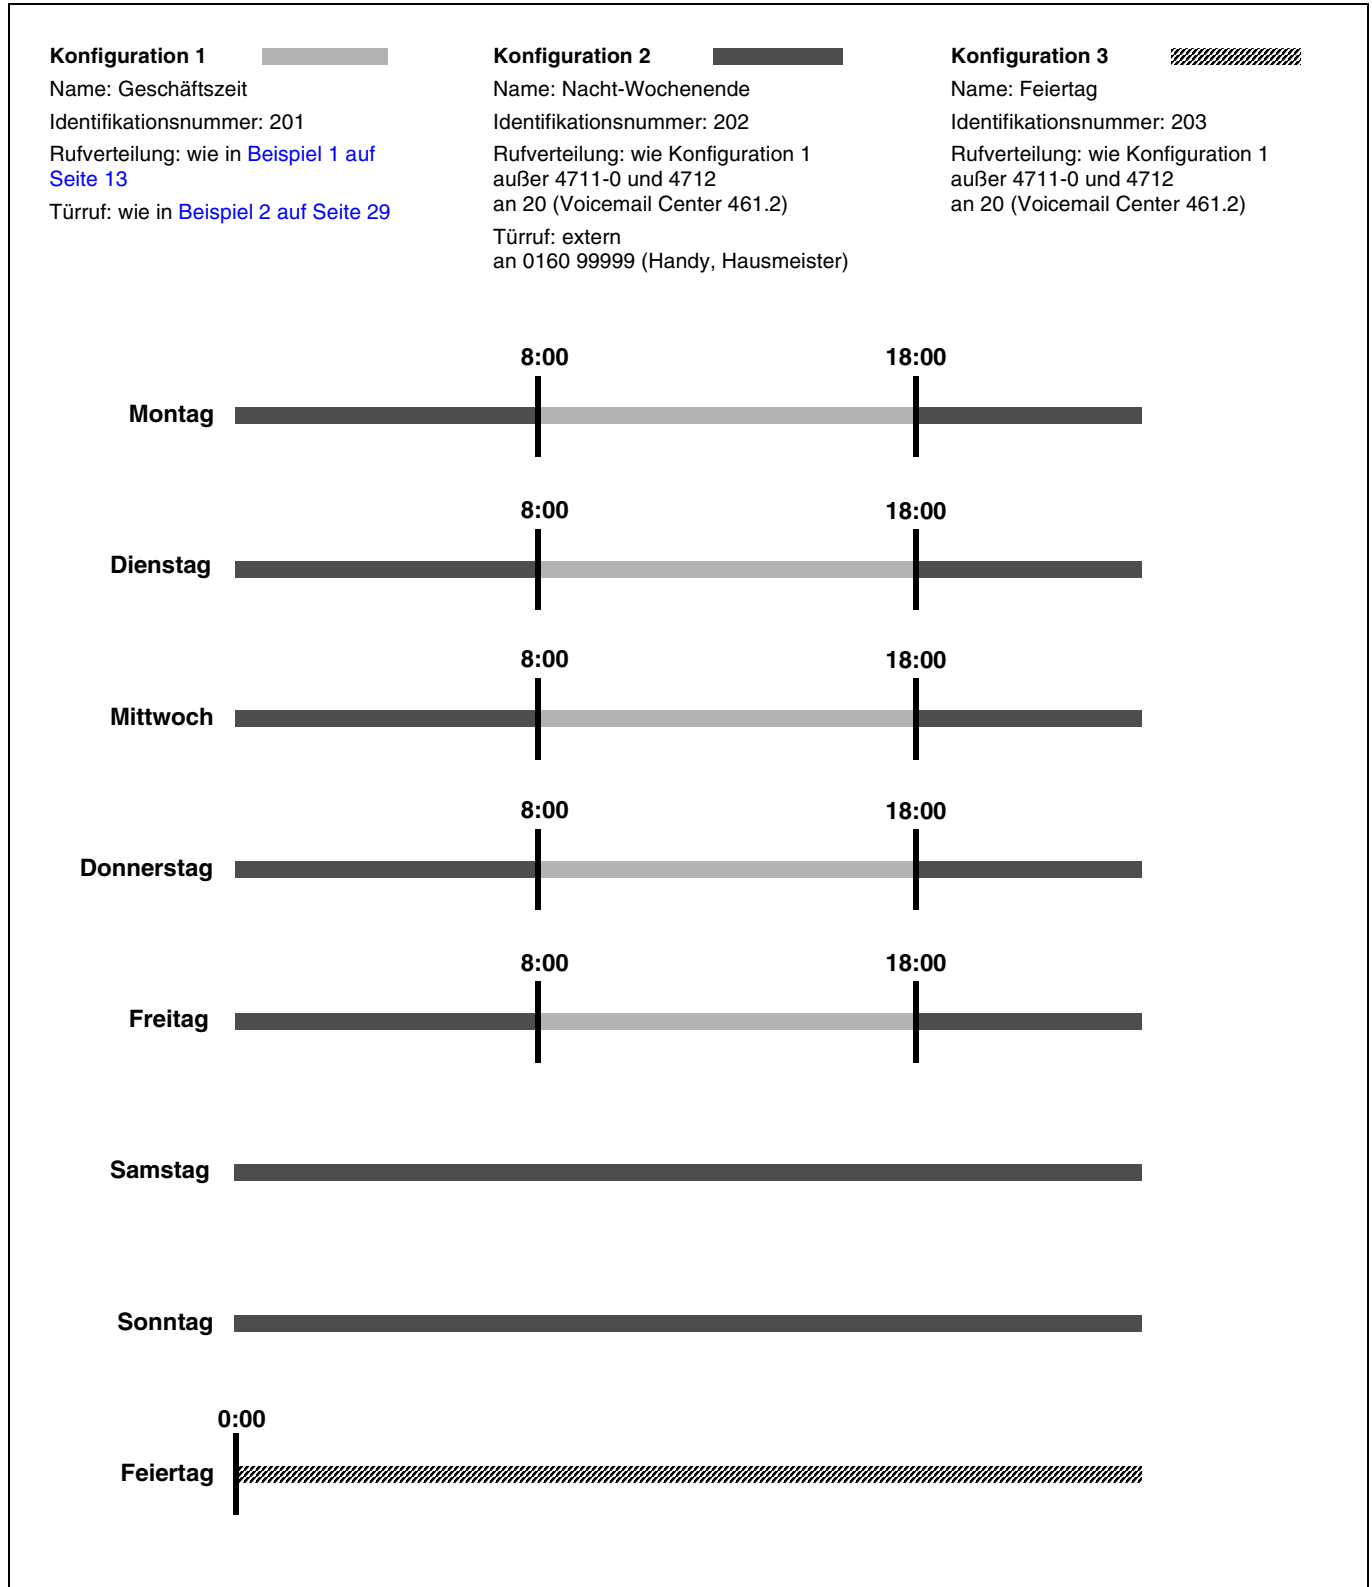 Konfiguration 1
Name: Geschäftszeit
Identifikationsnummer: 201
Rufverteilung: wie in Beispiel 1 auf
Seite 13
Türruf: wie in Beispiel 2 auf Seite 29
Konfiguration 2
Name: Nacht-Wochenende
Identifikationsnummer: 202
Rufverteilung: wie Konfiguration 1
außer 4711-0 und 4712
an 20 (Voicemail Center 461.2)
Türruf: extern
an 0160 99999 (Handy, Hausmeister)
Konfiguration 3
Name: Feiertag
Identifikationsnummer: 203
Rufverteilung: wie Konfiguration 1
außer 4711-0 und 4712
an 20 (Voicemail Center 461.2)
8:00 18:00
Montag
8:00 18:00
Dienstag
8:00 18:00
Mittwoch
8:00 18:00
Donnerstag
8:00 18:00
Freitag
Samstag
Sonntag
0:00
Feiertag